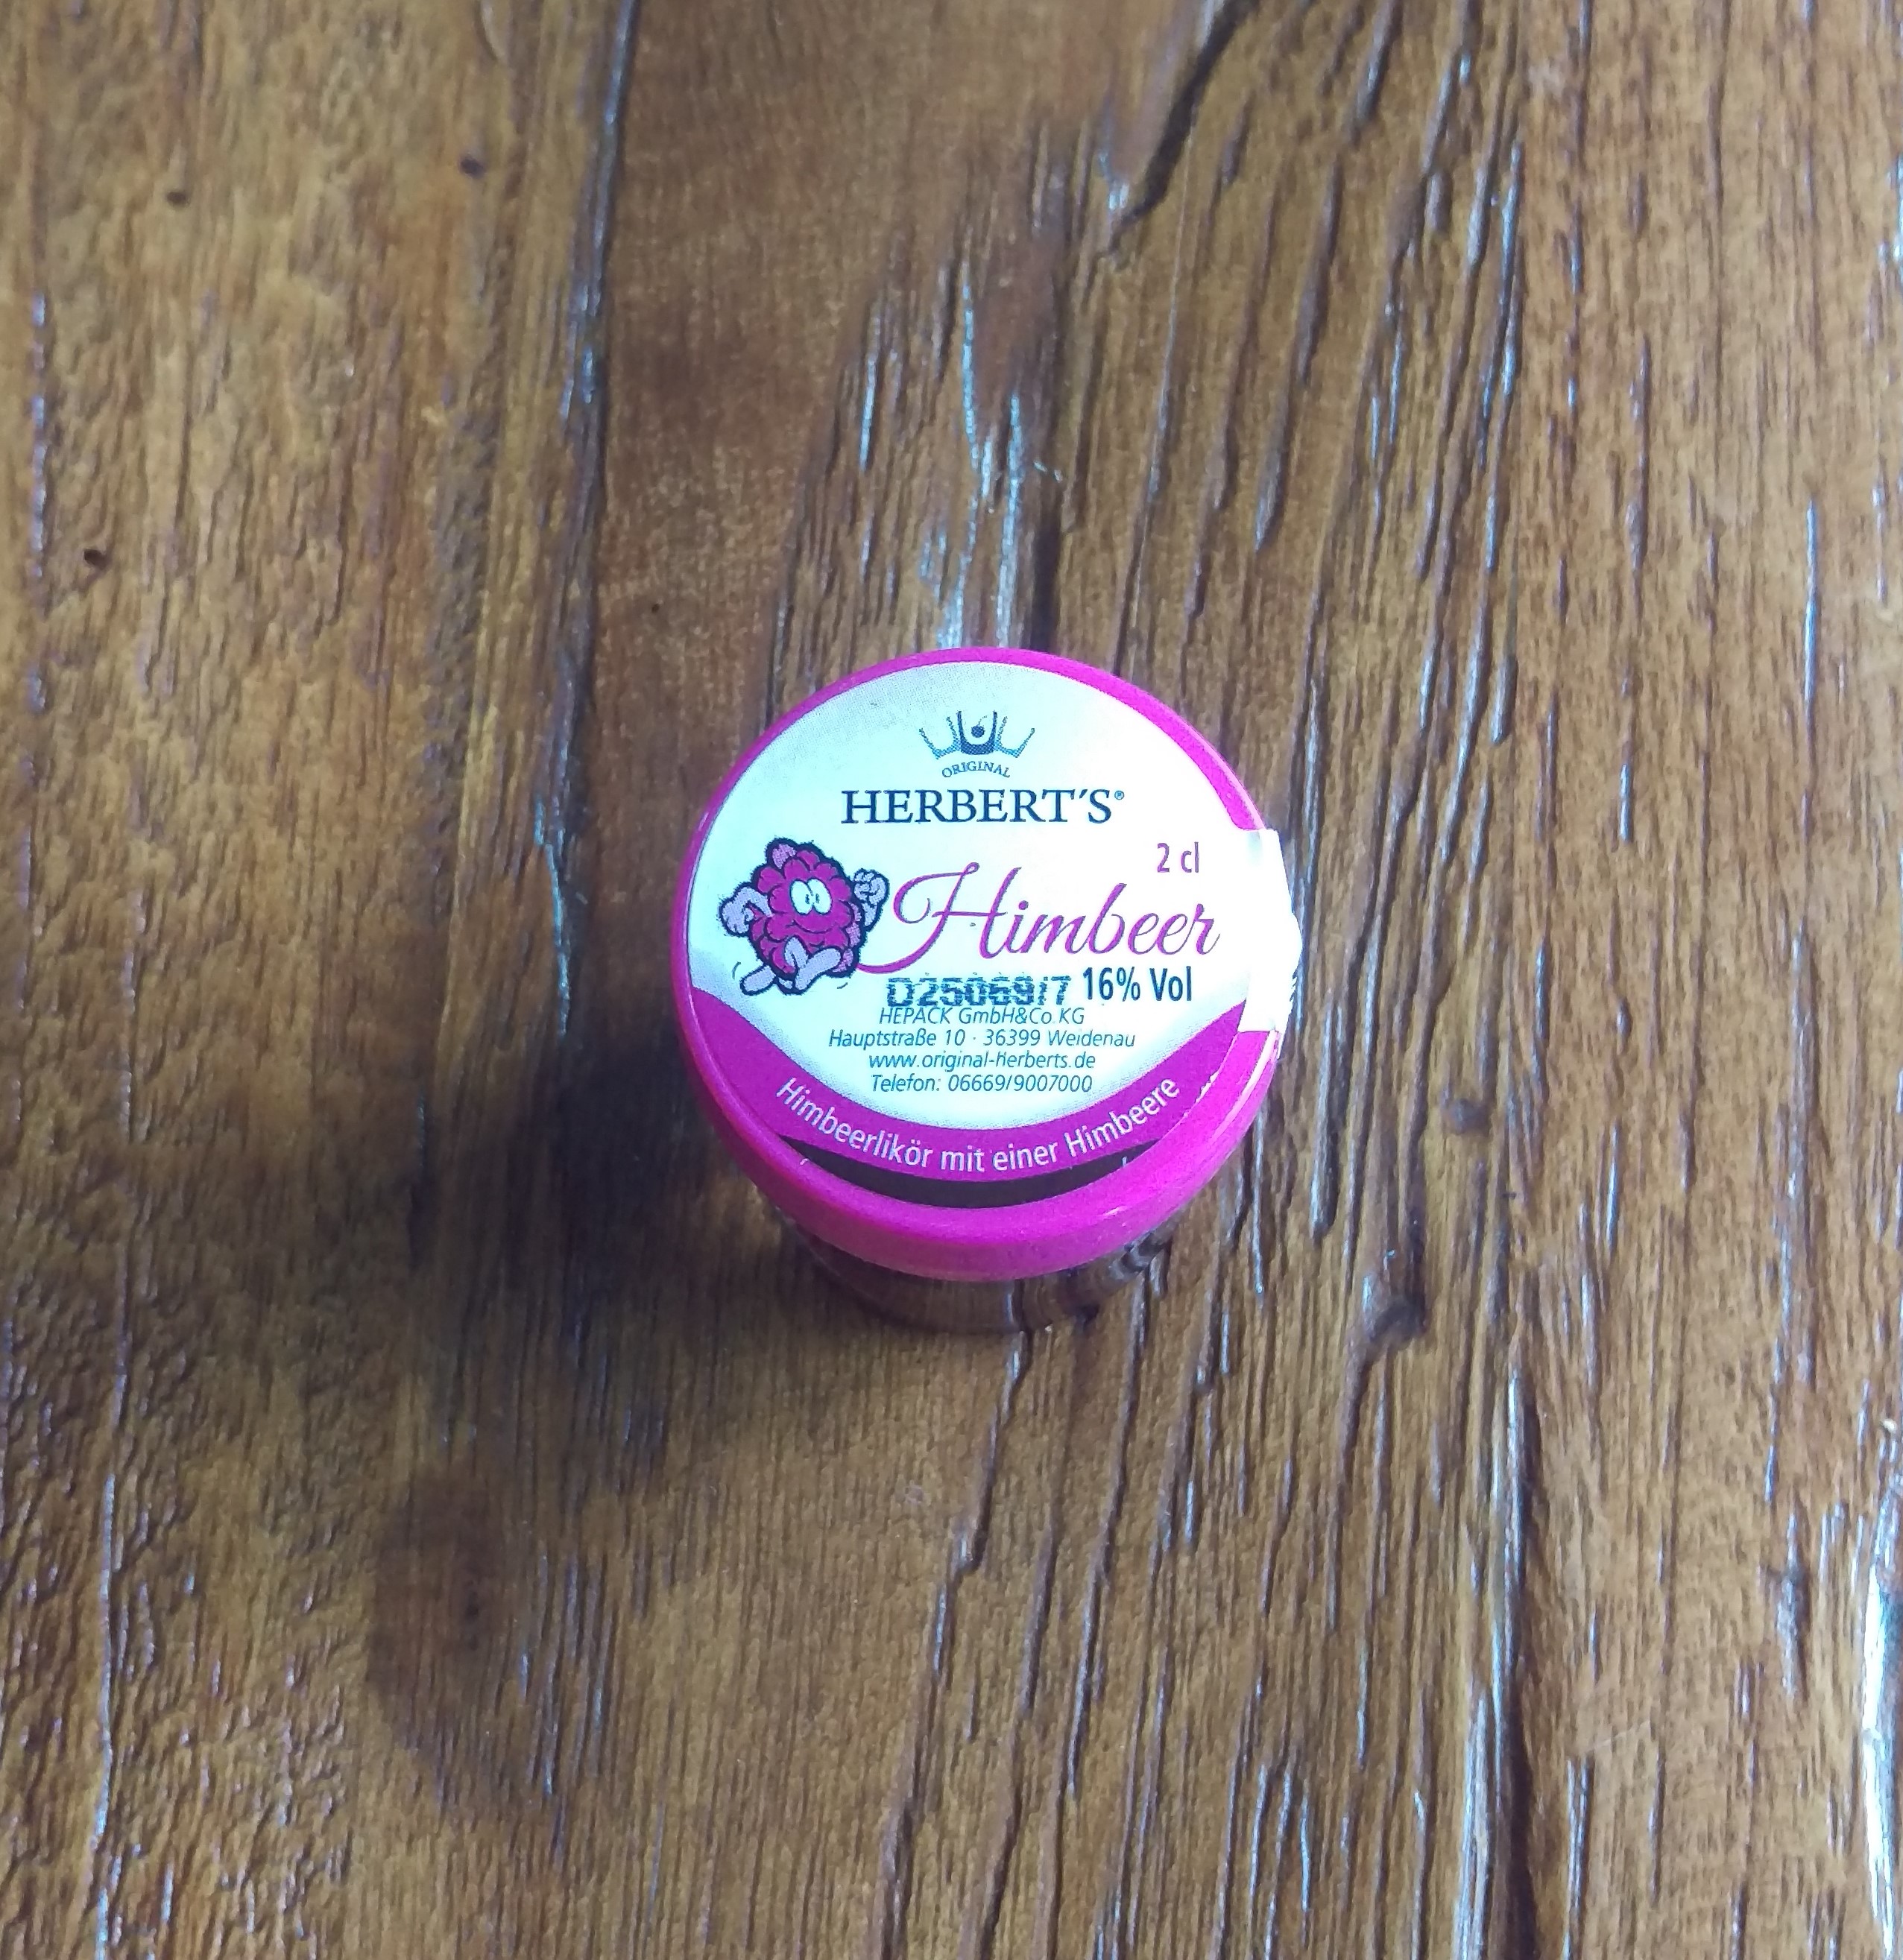 ORIGINAL
HERBERT'S®
2 cl
Himbeer
D25069/7 16% Vol
HEPACK GmbH&Co KG
Hauptstraße 10 · 36399 Weidenau
www.original-herberts.de
Telefon: 06669/9007000
Himbeerlikör mit einer Himbeere